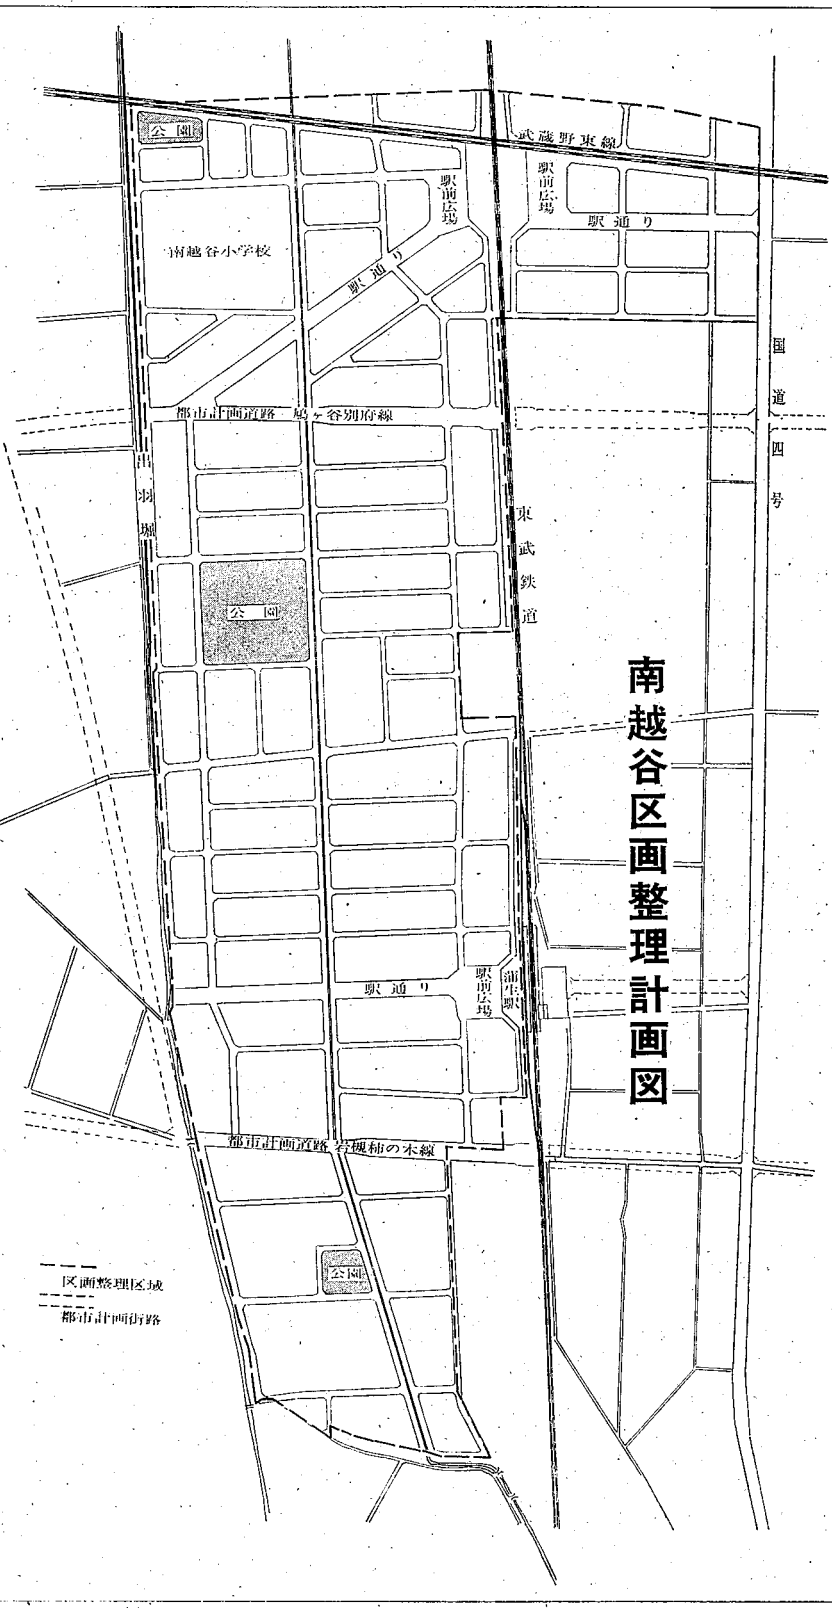 南越谷区画整理計画図
公園
武蔵野東線
駅前広場
駅前広場
駅通り
南越谷小学校
駅通り
国道四号
都市計画道路 鳩ヶ谷別府線
出羽堀
東武鉄道
公園
駅通り
駅前広場
蒲生駅
都市計画道路 岩槻柿の木線
公園
区画整理区域
都市計画街路